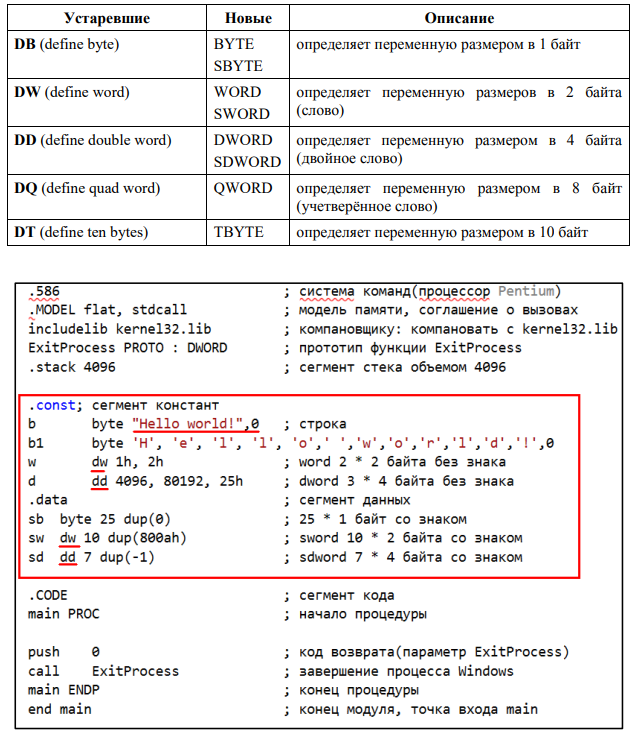 Устаревшие Новые Описание
DB (define byte) BYTE определяет переменную размером в 1 байт
SBYTE
DW (define word) WORD определяет переменную размеров в 2 байта
SWORD (слово)
DD (define double word) DWORD определяет переменную размером в 4 байта
SDWORD (двойное слово)
DQ (define quad word) QWORD определяет переменную размером в 8 байт
(учетверённое слово)
DT (define ten bytes) TBYTE определяет переменную размером в 10 байт
.586 ; система команд(процессор Pentium)
.MODEL flat, stdcall ; модель памяти, соглашение о вызовах
includelib kernel32.lib ; компановщику: компановать с kernel32.lib
ExitProcess PROTO : DWORD ; прототип функции ExitProcess
.stack 4096 ; сегмент стека объемом 4096
.const; сегмент констант
b byte "Hello world!",0 ; строка
b1 byte 'H', 'e', 'l', 'l', 'o',' ','w','o','r','l','d','!',0
w dw 1h, 2h ; word 2 * 2 байта без знака
d dd 4096, 80192, 25h ; dword 3 * 4 байта без знака
.data ; сегмент данных
sb byte 25 dup(0) ; 25 * 1 байт со знаком
sw dw 10 dup(800ah) ; sword 10 * 2 байта со знаком
sd dd 7 dup(-1) ; sdword 7 * 4 байта со знаком
.CODE ; сегмент кода
main PROC ; начало процедуры
push 0 ; код возврата(параметр ExitProcess)
call ExitProcess ; завершение процесса Windows
main ENDP ; конец процедуры
end main ; конец модуля, точка входа main